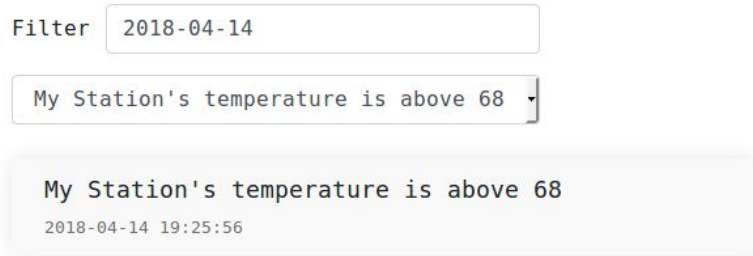 Filter 2018-04-14
My Station's temperature is above 68
My Station's temperature is above 68
2018-04-14 19:25:56